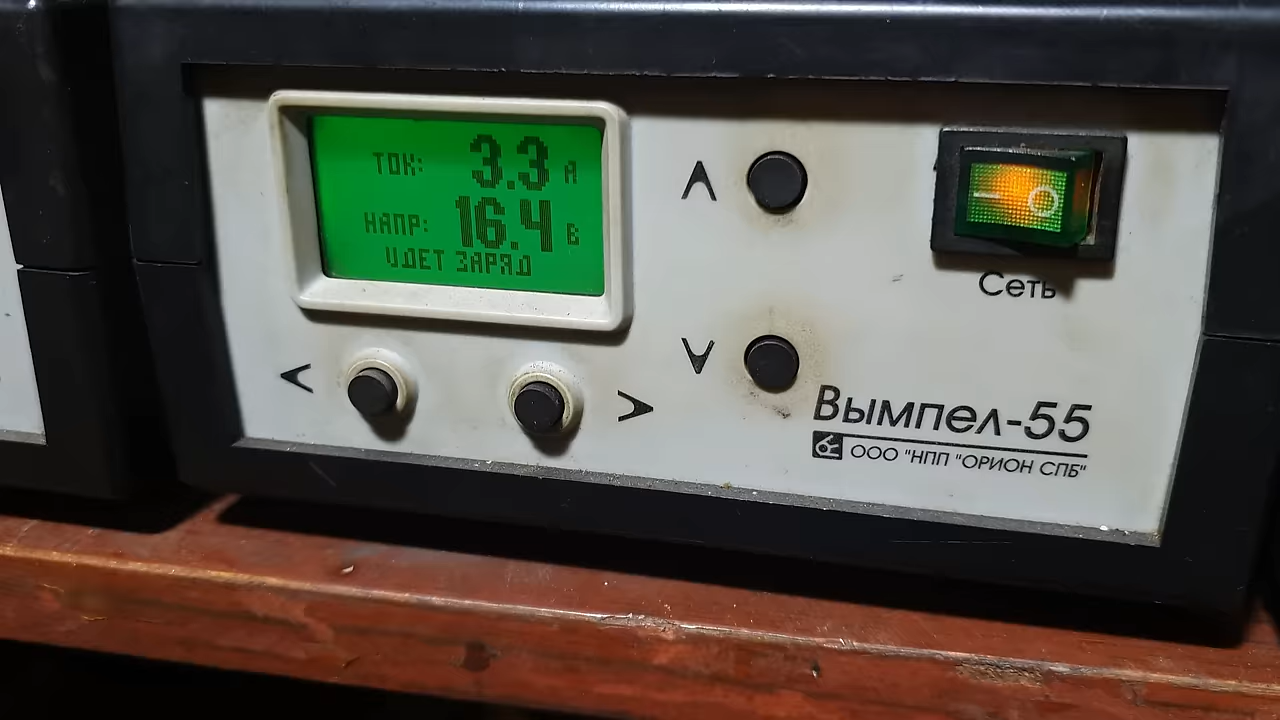 ТОК: 3.3 А
НАПР: 16.4 В
ИДЕТ ЗАРЯД
Сеть
Вымпел-55
ООО "НПП "ОРИОН СПБ"